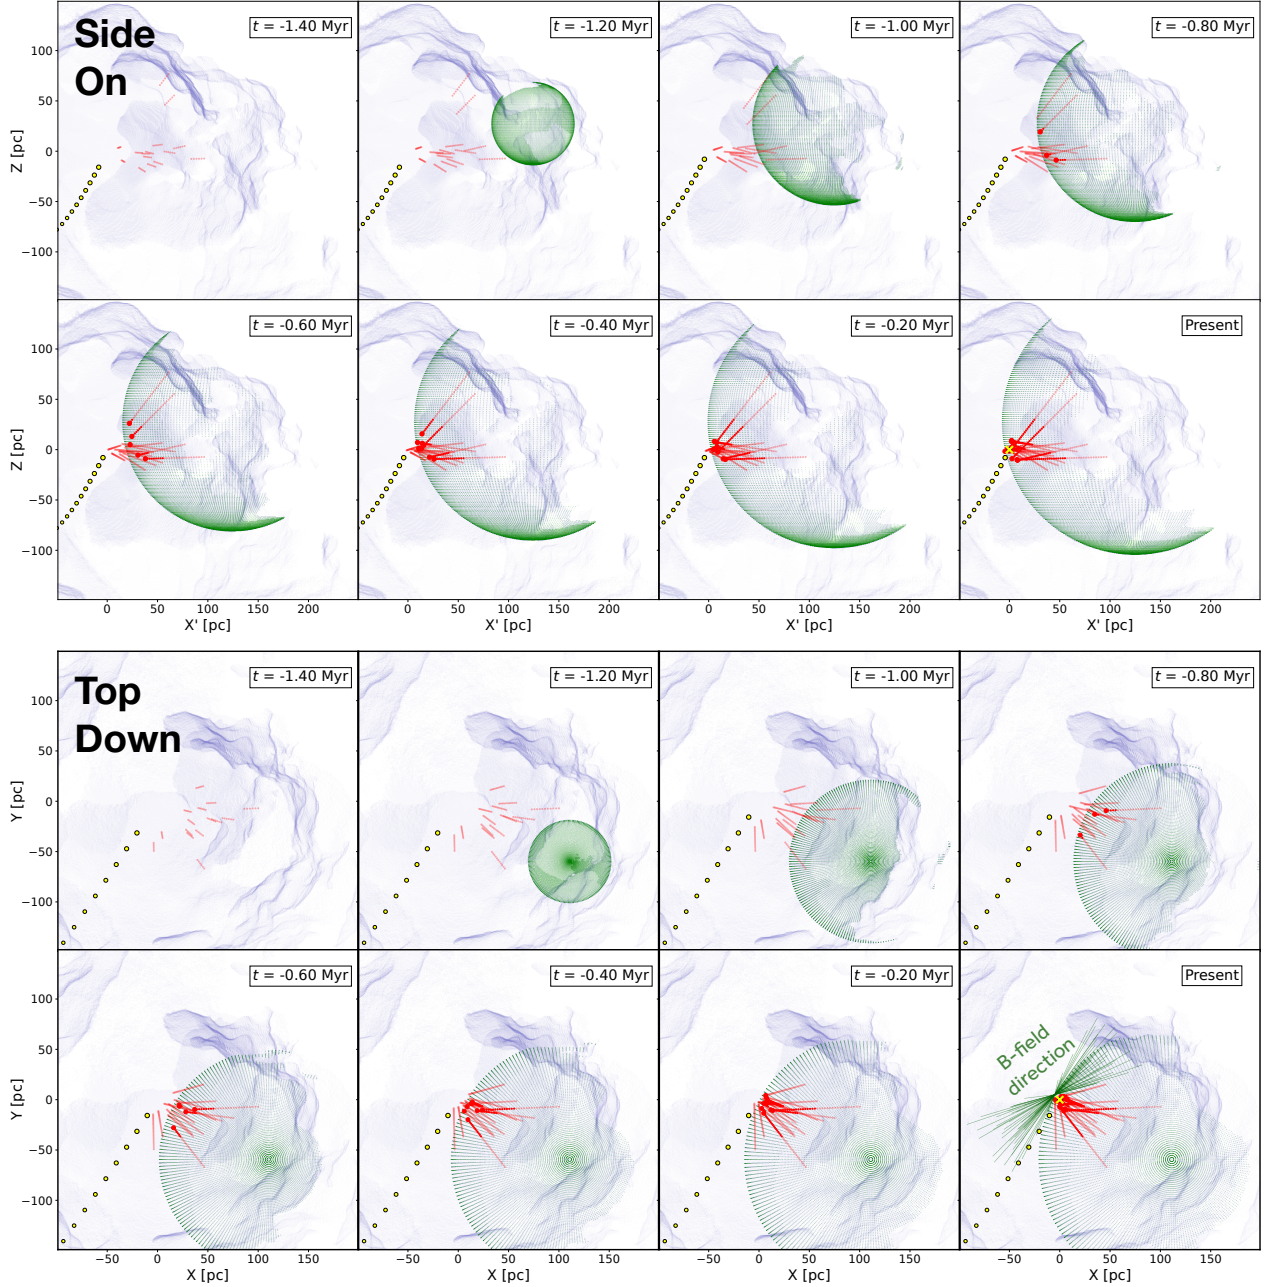 Side
On
t = -1.40 Myr
t = -1.20 Myr
t = -1.00 Myr
t = -0.80 Myr
100
50
0
−50
−100
Z [pc]
t = -0.60 Myr
t = -0.40 Myr
t = -0.20 Myr
Present
100
50
0
−50
−100
Z [pc]
0 50 100 150 200
0 50 100 150 200
0 50 100 150 200
0 50 100 150 200
X' [pc]
X' [pc]
X' [pc]
X' [pc]
Top
Down
t = -1.40 Myr
t = -1.20 Myr
t = -1.00 Myr
t = -0.80 Myr
100
50
0
−50
−100
Y [pc]
t = -0.60 Myr
t = -0.40 Myr
t = -0.20 Myr
Present
B-field
direction
100
50
0
−50
−100
Y [pc]
−50 0 50 100 150
−50 0 50 100 150
−50 0 50 100 150
−50 0 50 100 150
X [pc]
X [pc]
X [pc]
X [pc]